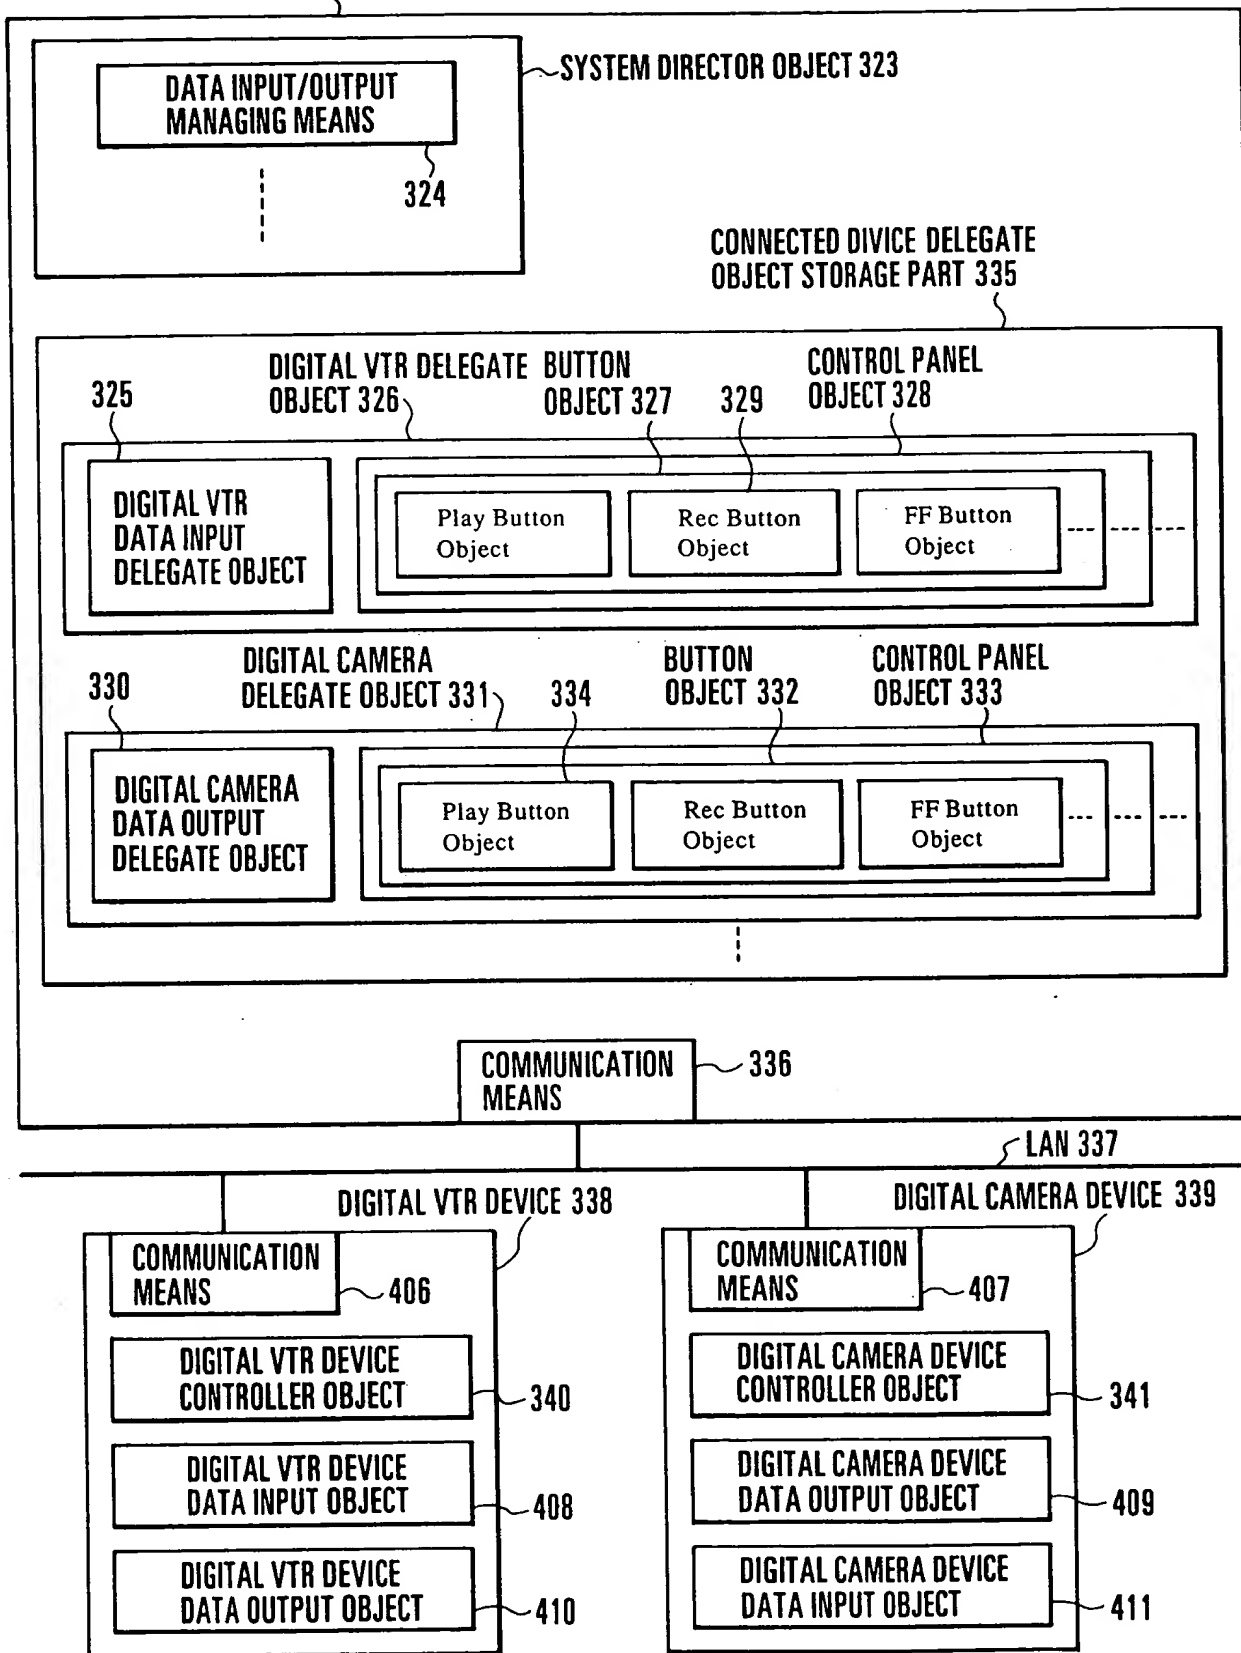 SYSTEM DIRECTOR OBJECT 323
DATA INPUT/OUTPUT
MANAGING MEANS
324
CONNECTED DIVICE DELEGATE
OBJECT STORAGE PART 335
325
DIGITAL VTR DELEGATE
OBJECT 326
BUTTON
OBJECT 327
329
CONTROL PANEL
OBJECT 328
DIGITAL VTR
DATA INPUT
DELEGATE OBJECT
Play Button
Object
Rec Button
Object
FF Button
Object
330
DIGITAL CAMERA
DELEGATE OBJECT 331
334
BUTTON
OBJECT 332
CONTROL PANEL
OBJECT 333
DIGITAL CAMERA
DATA OUTPUT
DELEGATE OBJECT
Play Button
Object
Rec Button
Object
FF Button
Object
COMMUNICATION
MEANS
336
LAN 337
DIGITAL VTR DEVICE 338
COMMUNICATION
MEANS
406
DIGITAL VTR DEVICE
CONTROLLER OBJECT
340
DIGITAL VTR DEVICE
DATA INPUT OBJECT
408
DIGITAL VTR DEVICE
DATA OUTPUT OBJECT
410
DIGITAL CAMERA DEVICE 339
COMMUNICATION
MEANS
407
DIGITAL CAMERA DEVICE
CONTROLLER OBJECT
341
DIGITAL CAMERA DEVICE
DATA OUTPUT OBJECT
409
DIGITAL CAMERA DEVICE
DATA INPUT OBJECT
411